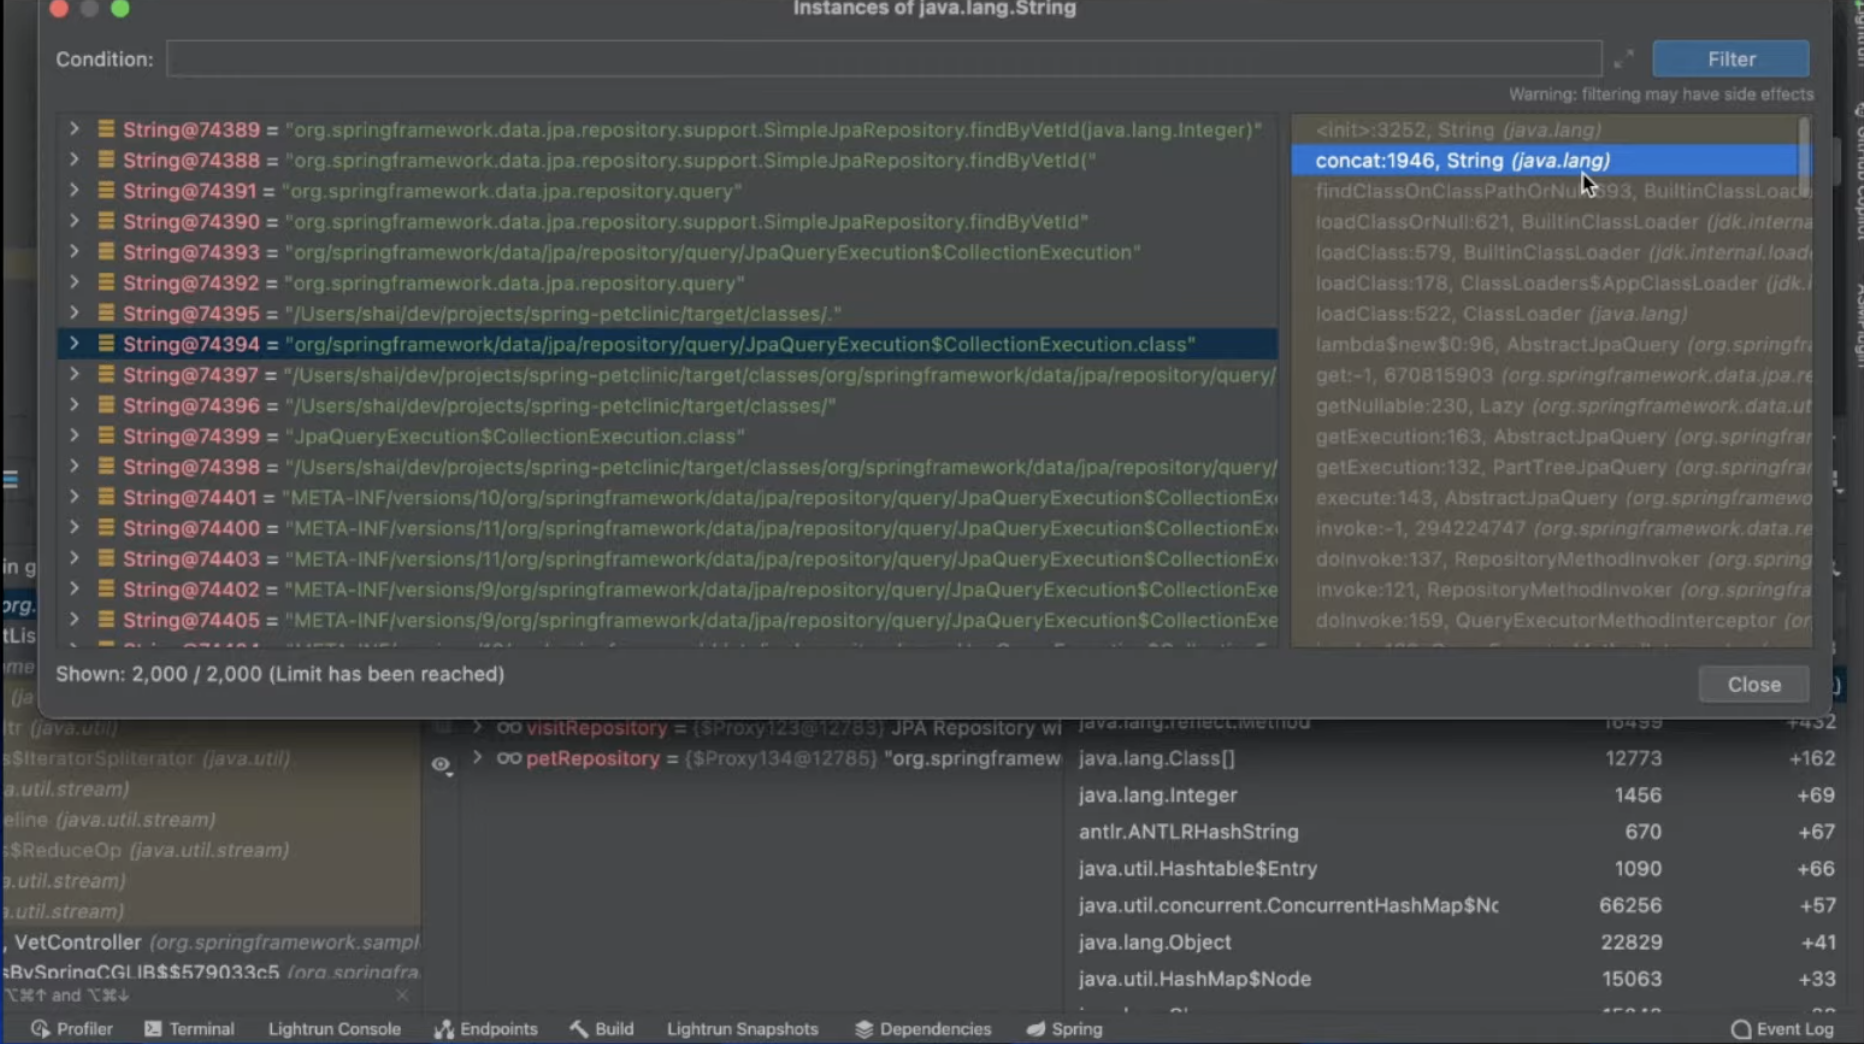 Instances of java.lang.String
Condition:
Filter
Warning: filtering may have side effects
String@74389 = "org.springframework.data.jpa.repository.support.SimpleJpaRepository.findByVetId(java.lang.Integer)"
String@74388 = "org.springframework.data.jpa.repository.support.SimpleJpaRepository.findByVetId("
String@74391 = "org.springframework.data.jpa.repository.query"
String@74390 = "org.springframework.data.jpa.repository.support.SimpleJpaRepository.findByVetId"
String@74393 = "org/springframework/data/jpa/repository/query/JpaQueryExecution$CollectionExecution"
String@74392 = "org.springframework.data.jpa.repository.query"
String@74395 = "/Users/shai/dev/projects/spring-petclinic/target/classes/."
String@74394 = "org/springframework/data/jpa/repository/query/JpaQueryExecution$CollectionExecution.class"
String@74397 = "/Users/shai/dev/projects/spring-petclinic/target/classes/org/springframework/data/jpa/repository/query/
String@74396 = "/Users/shai/dev/projects/spring-petclinic/target/classes/"
String@74399 = "JpaQueryExecution$CollectionExecution.class"
String@74398 = "/Users/shai/dev/projects/spring-petclinic/target/classes/org/springframework/data/jpa/repository/query/
String@74401 = "META-INF/versions/10/org/springframework/data/jpa/repository/query/JpaQueryExecution$CollectionEx
String@74400 = "META-INF/versions/11/org/springframework/data/jpa/repository/query/JpaQueryExecution$CollectionEx
String@74403 = "META-INF/versions/11/org/springframework/data/jpa/repository/query/JpaQueryExecution$CollectionEx
String@74402 = "META-INF/versions/9/org/springframework/data/jpa/repository/query/JpaQueryExecution$CollectionExe
String@74405 = "META-INF/versions/9/org/springframework/data/jpa/repository/query/JpaQueryExecution$CollectionExe
<init>:3252, String (java.lang)
concat:1946, String (java.lang)
findClassOnClassPathOrNull:693, BuiltinClassLoad
loadClassOrNull:621, BuiltinClassLoader (jdk.interna
loadClass:579, BuiltinClassLoader (jdk.internal.load
loadClass:178, ClassLoaders$AppClassLoader (jdk.i
loadClass:522, ClassLoader (java.lang)
lambda$new$0:96, AbstractJpaQuery (org.springfr
get:-1, 670815903 (org.springframework.data.jpa.re
getNullable:230, Lazy (org.springframework.data.ut
getExecution:163, AbstractJpaQuery (org.springfrar
getExecution:132, PartTreeJpaQuery (org.springfra
execute:143, AbstractJpaQuery (org.springframewo
invoke:-1, 294224747 (org.springframework.data.re
doInvoke:137, RepositoryMethodInvoker (org.spring
invoke:121, RepositoryMethodInvoker (org.springfra
doInvoke:159, QueryExecutorMethodInterceptor (or
Shown: 2,000 / 2,000 (Limit has been reached)
Close
in g
org.
tLis
(ja
ltr (java.util)
s$IteratorSpliterator (java.util)
a.util.stream)
eline (java.util.stream)
s$ReduceOp (java.util.stream)
a.util.stream)
a.util.stream)
, VetController (org.springframework.sampl
sBySpringCGLIB$$579033c5 (org.springfra
⌥⌘↑ and ⌥⌘↓
visitRepository = {$Proxy123@12783} JPA Repository wi
petRepository = {$Proxy134@12785} "org.springframew
java.lang.reflect.Method 16499 +432
java.lang.Class[] 12773 +162
java.lang.Integer 1456 +69
antlr.ANTLRHashString 670 +67
java.util.Hashtable$Entry 1090 +66
java.util.concurrent.ConcurrentHashMap$Nc 66256 +57
java.lang.Object 22829 +41
java.util.HashMap$Node 15063 +33
Profiler Terminal Lightrun Console Endpoints Build Lightrun Snapshots Dependencies Spring Event Log